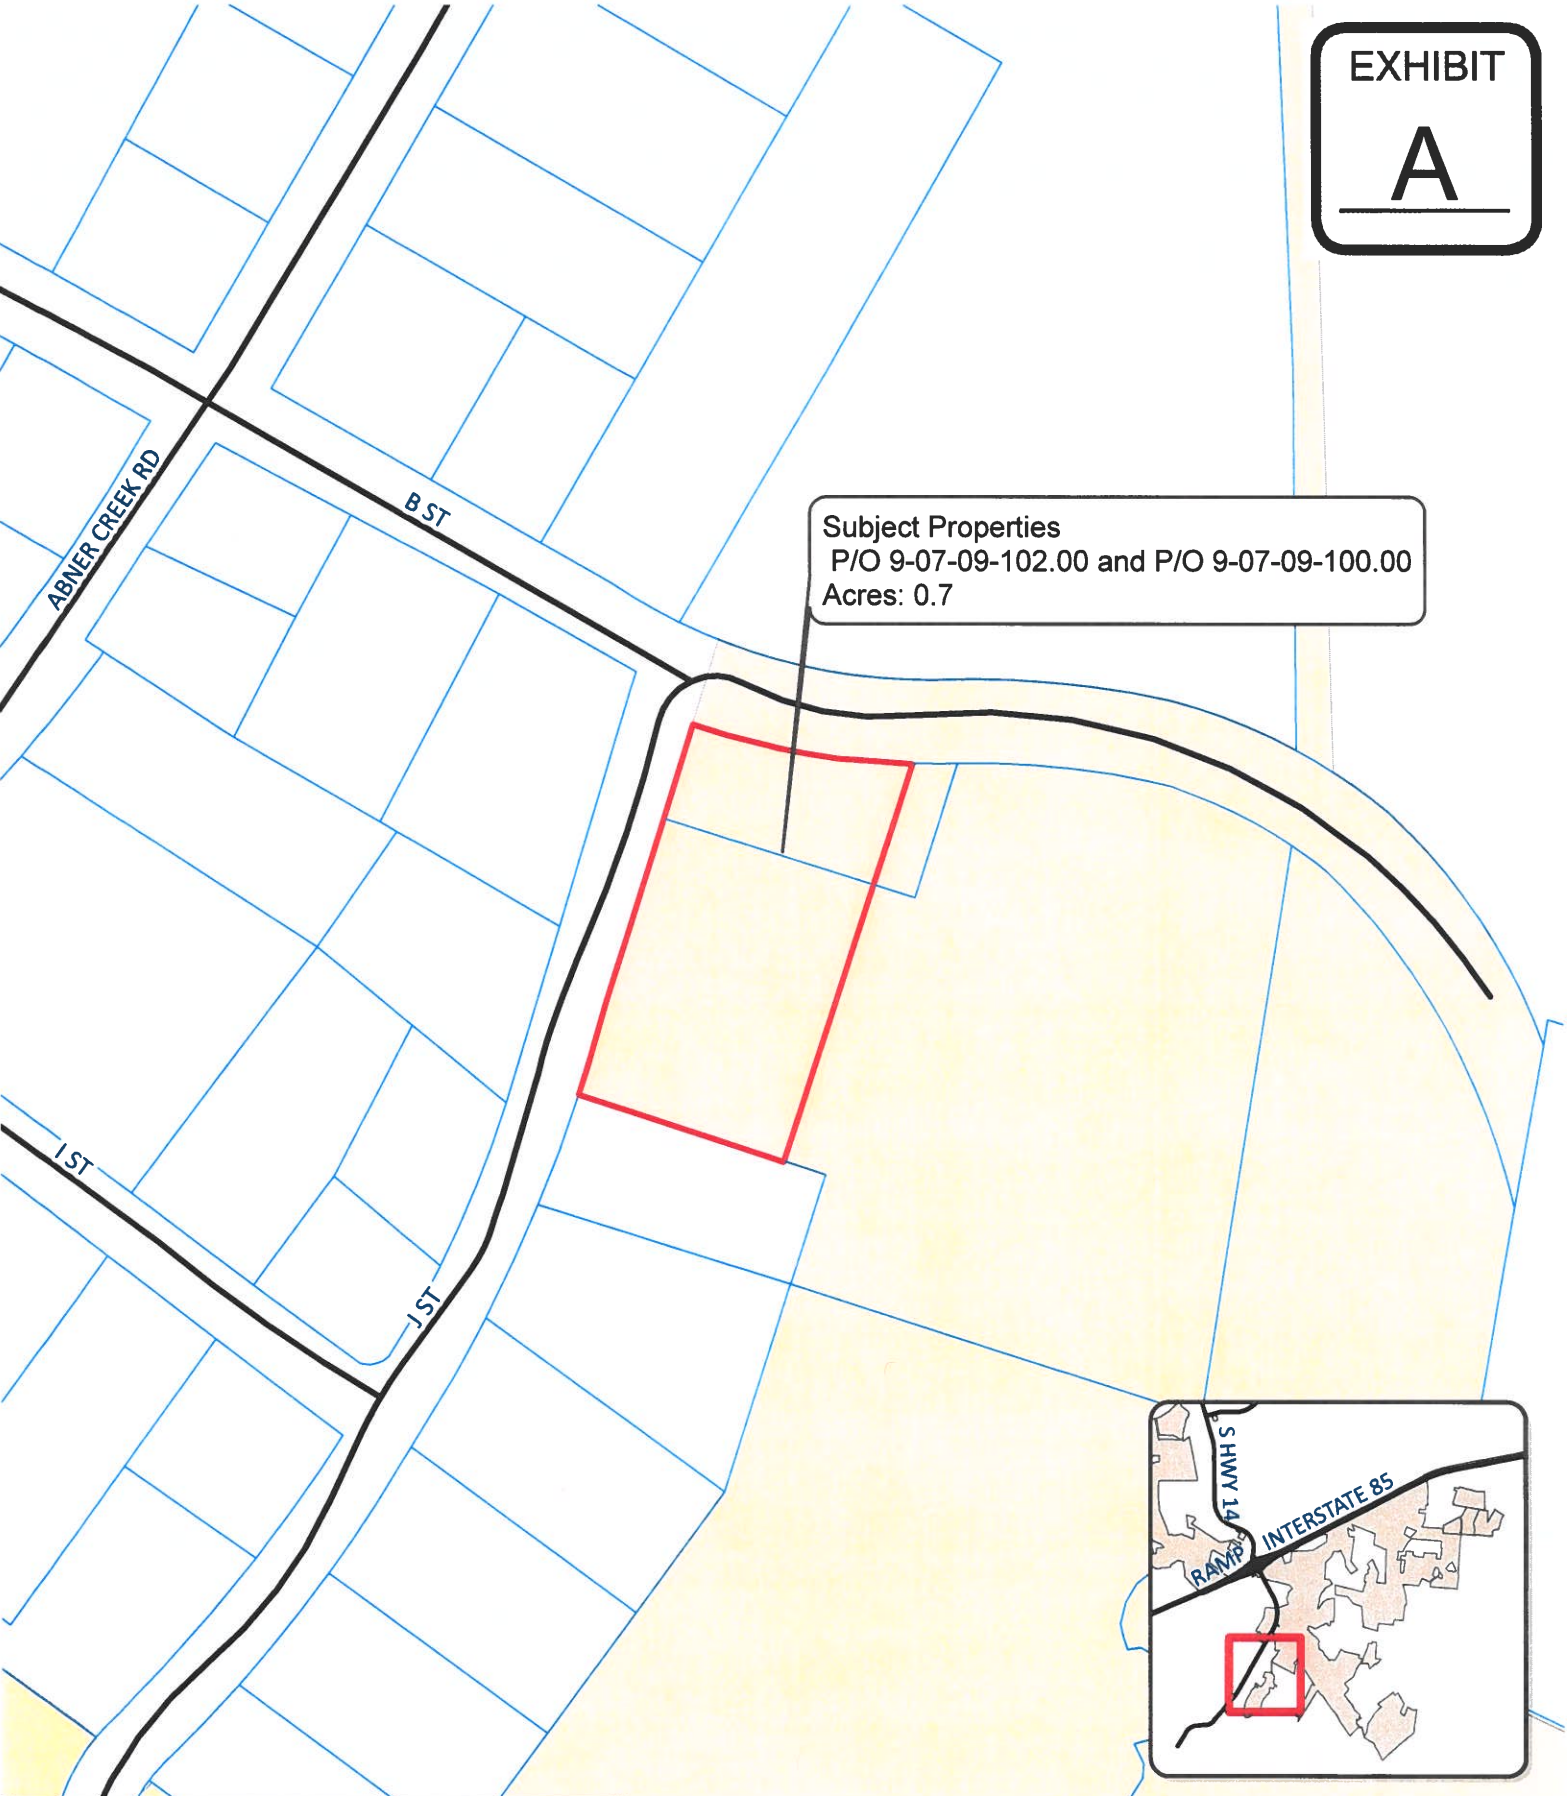 EXHIBIT
A
ABNER CREEK RD
B ST
Subject Properties
P/O 9-07-09-102.00 and P/O 9-07-09-100.00
Acres: 0.7
I ST
J ST
S HWY 14
INTERSTATE 85
RAMP